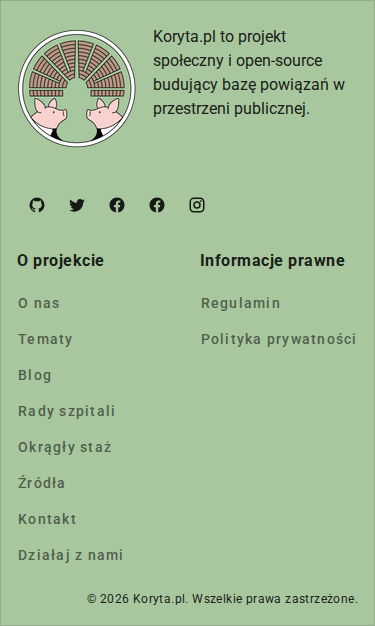 Koryta.pl to projekt
społeczny i open-source
budujący bazę powiązań w
przestrzeni publicznej.
O projekcie
O nas
Tematy
Blog
Rady szpitali
Okrągły staż
Źródła
Kontakt
Działaj z nami
Informacje prawne
Regulamin
Polityka prywatności
© 2026 Koryta.pl. Wszelkie prawa zastrzeżone.